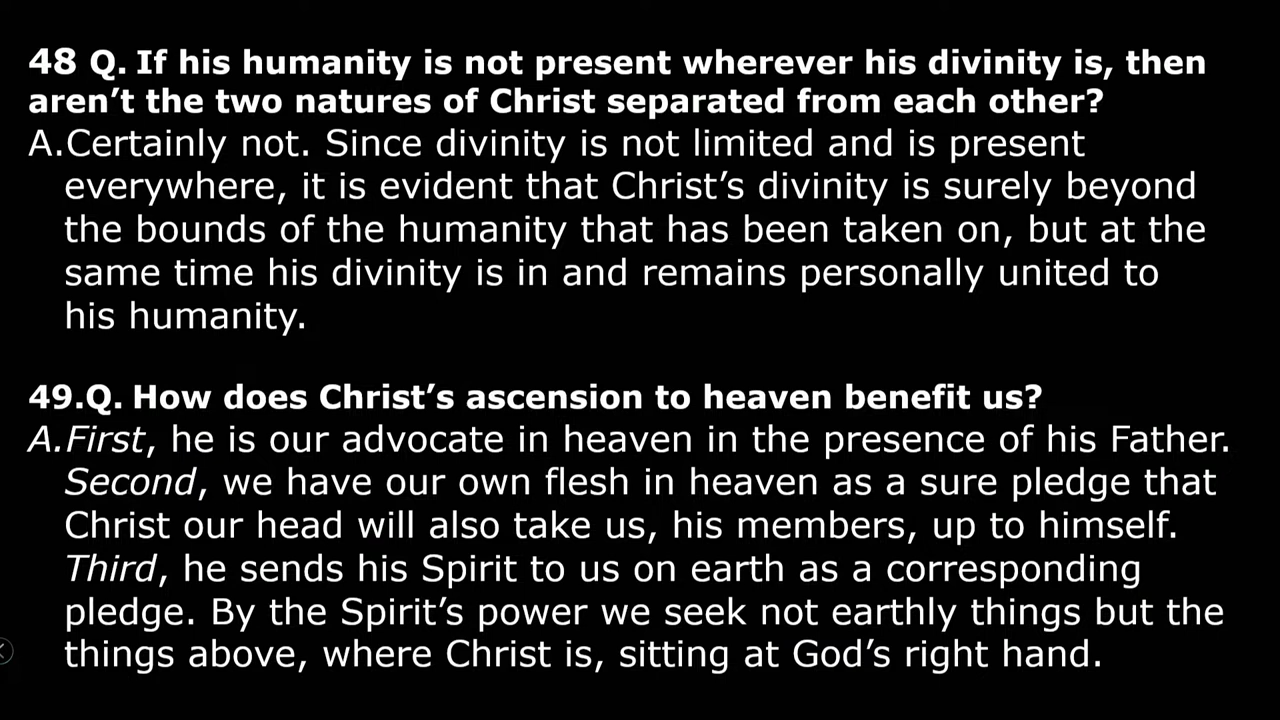 48 Q. If his humanity is not present wherever his divinity is, then
aren’t the two natures of Christ separated from each other?
A.Certainly not. Since divinity is not limited and is present
everywhere, it is evident that Christ’s divinity is surely beyond
the bounds of the humanity that has been taken on, but at the
same time his divinity is in and remains personally united to
his humanity.
49.Q. How does Christ’s ascension to heaven benefit us?
A.First, he is our advocate in heaven in the presence of his Father.
Second, we have our own flesh in heaven as a sure pledge that
Christ our head will also take us, his members, up to himself.
Third, he sends his Spirit to us on earth as a corresponding
pledge. By the Spirit’s power we seek not earthly things but the
things above, where Christ is, sitting at God’s right hand.